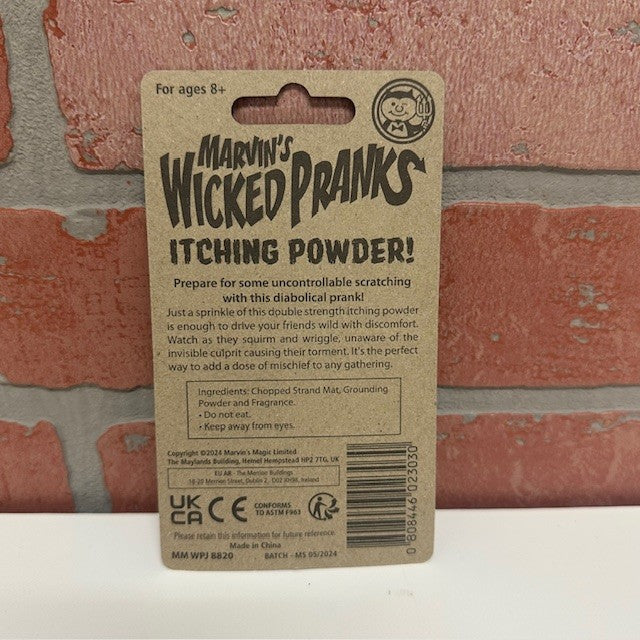 For ages 8+
MARVIN'S
WICKED PRANKS
ITCHING POWDER!
Prepare for some uncontrollable scratching
with this diabolical prank!
Just a sprinkle of this double strength itching powder
is enough to drive your friends wild with discomfort.
Watch as they squirm and wriggle, unaware of the
invisible culprit causing their torment. It's the perfect
way to add a dose of mischief to any gathering.
Ingredients: Chopped Strand Mat, Grounding
Powder and Fragrance.
• Do not eat.
• Keep away from eyes.
Copyright ©2024 Marvin's Magic Limited
The Maylands Building, Hemel Hempstead HP2 7TG, UK
EU AR - The Merrion Buildings
18-20 Merrion Street, Dublin 2, D02 XH98, Ireland
UK
CA CE
CONFORMS
TO ASTM F963
Please retain this information for future reference.
Made in China
MM WPJ 8820 BATCH - MS 05/2024
0 808446 023030